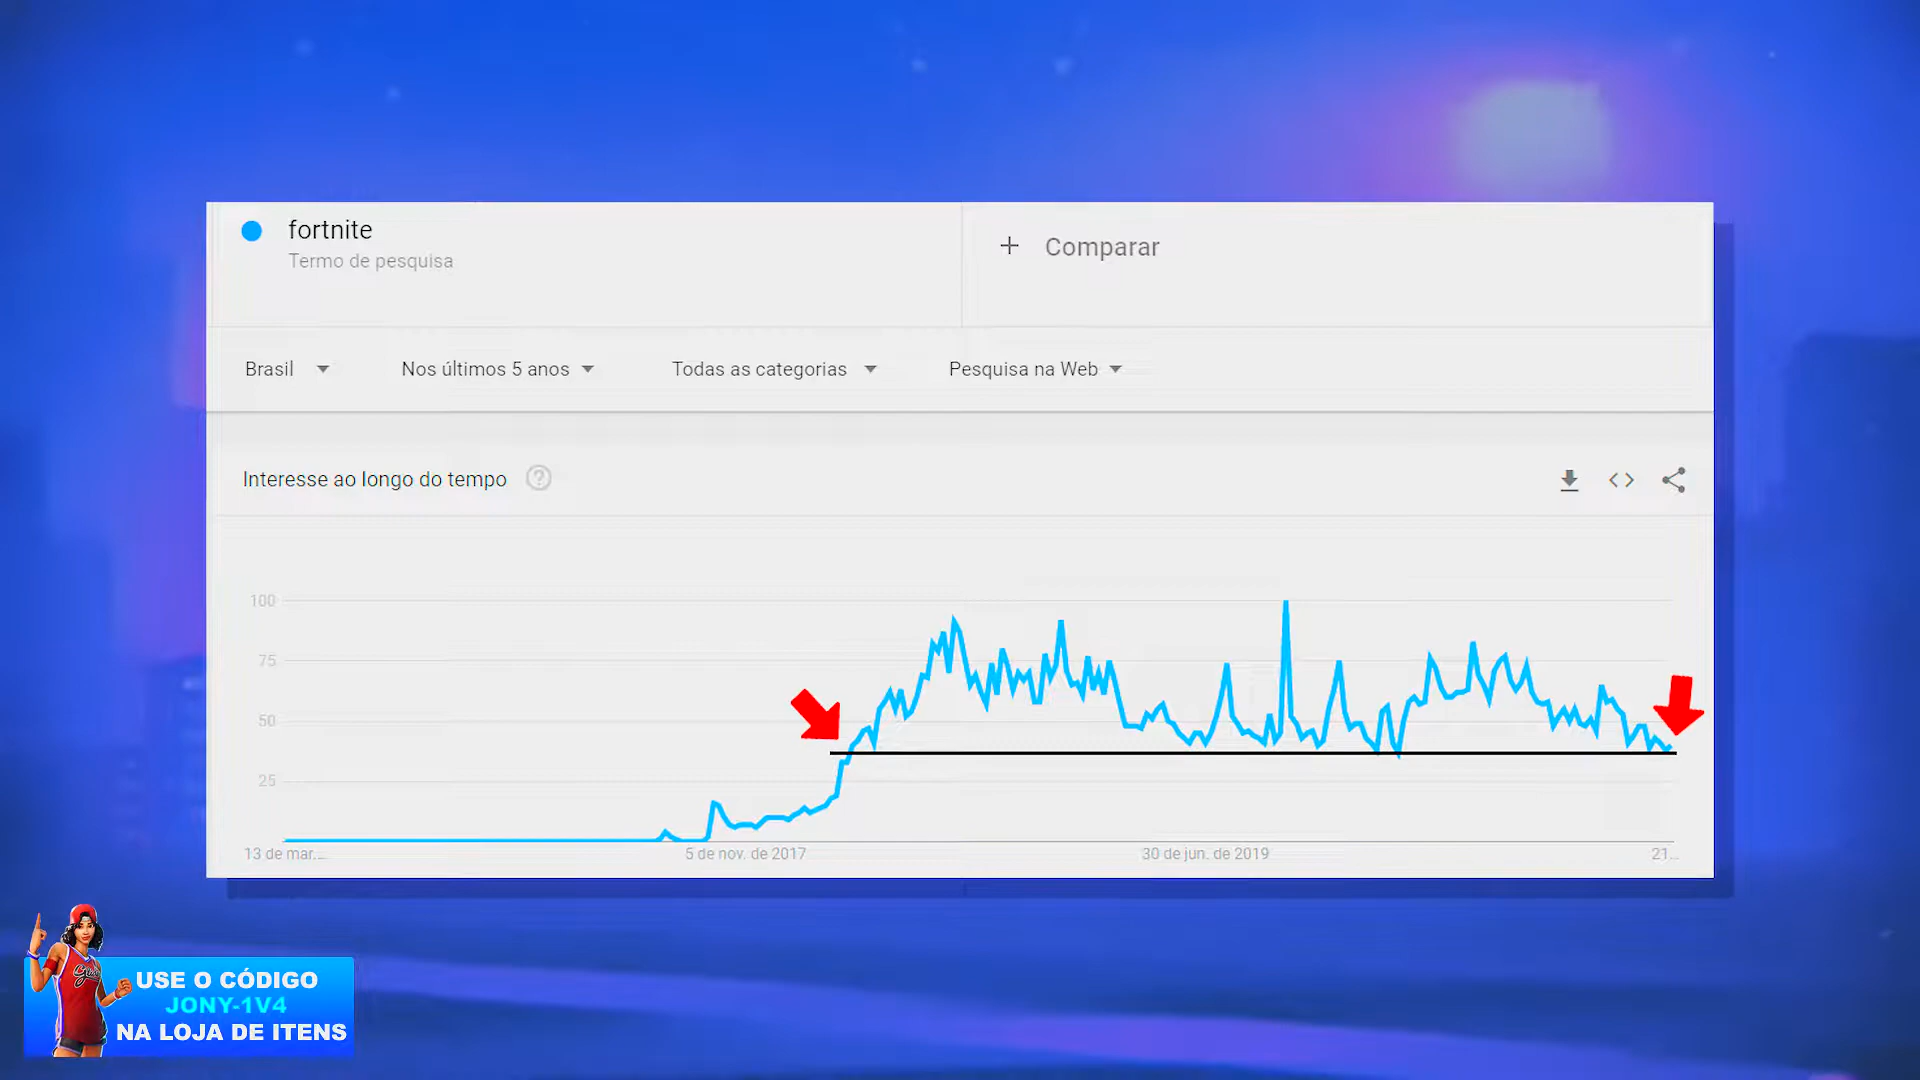 fortnite
Termo de pesquisa
+ Comparar
Brasil Nos últimos 5 anos Todas as categorias Pesquisa na Web
Interesse ao longo do tempo ?
100
75
50
25
13 de mar.... 5 de nov. de 2017 30 de jun. de 2019 21...
USE O CÓDIGO
JONY-1V4
NA LOJA DE ITENS